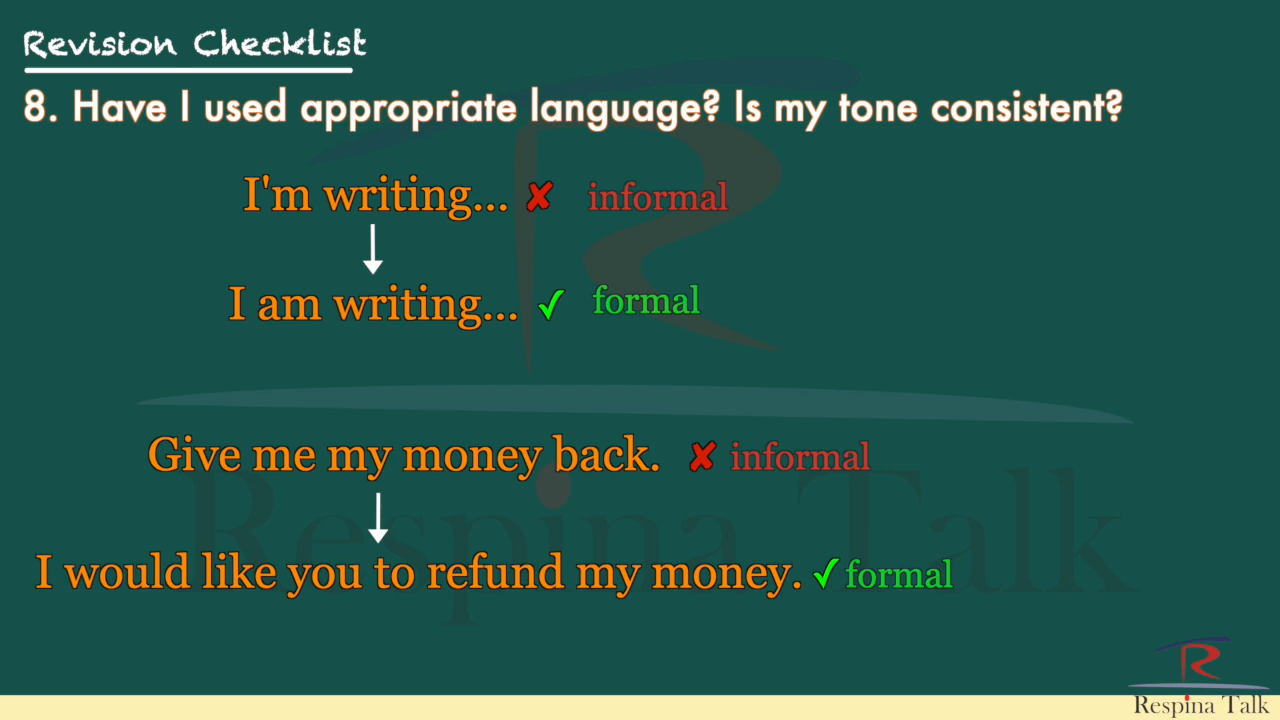 Revision Checklist
8. Have I used appropriate language? Is my tone consistent?
I'm writing... ✘ informal
I am writing... ✓ formal
Give me my money back. ✘ informal
I would like you to refund my money. ✓ formal
Respina Talk
R
Respina Talk